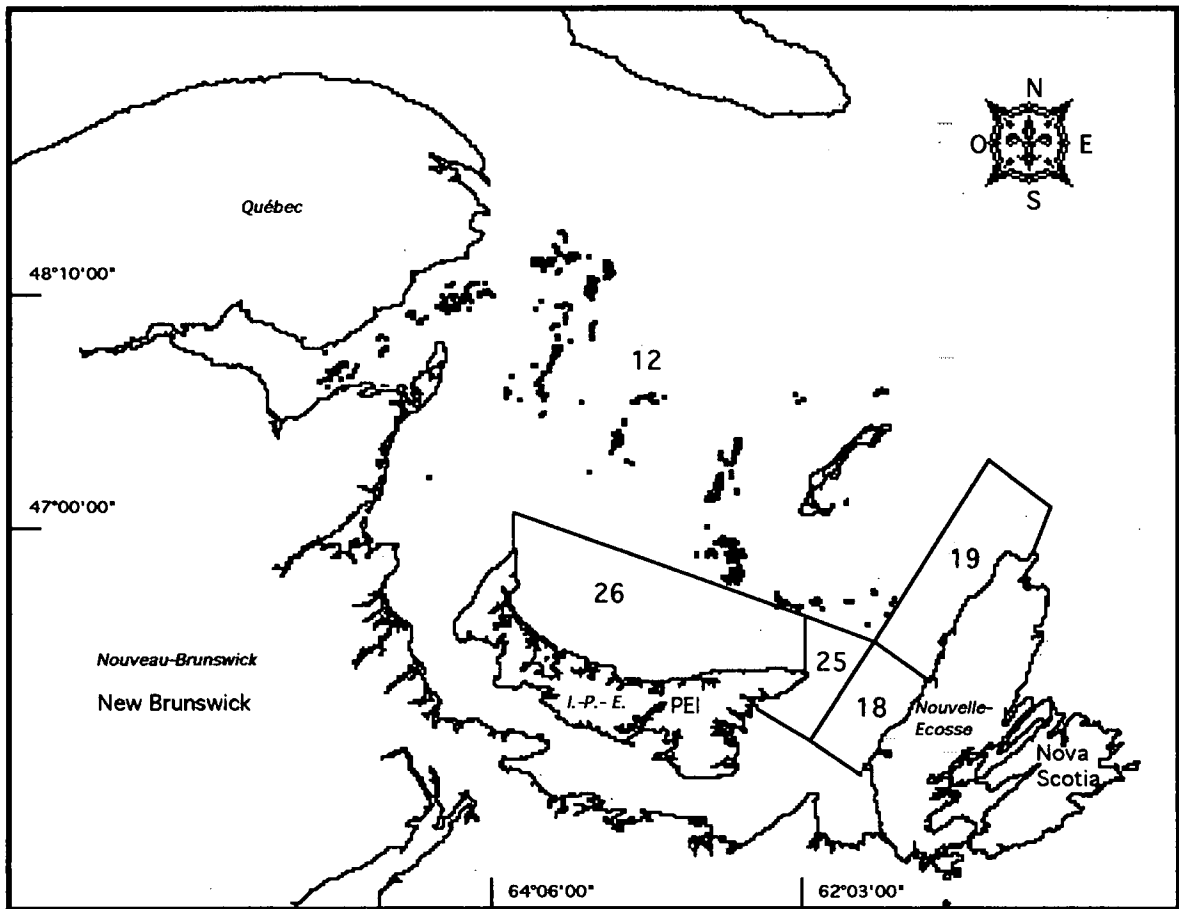 N
O E
S
Québec
48°10'00"
12
47°00'00"
19
26
Nouveau-Brunswick
New Brunswick
25
I.-P.- E.
PEI
18
Nouvelle-
Ecosse
Nova
Scotia
64°06'00"
62°03'00"